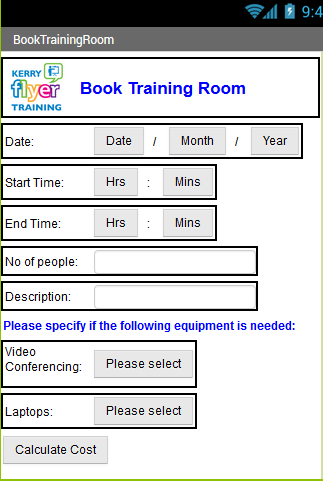 9:4
BookTrainingRoom
KERRY
flyer
TRAINING
Book Training Room
Date: Date / Month / Year
Start Time: Hrs : Mins
End Time: Hrs : Mins
No of people:
Description:
Please specify if the following equipment is needed:
Video
Conferencing: Please select
Laptops: Please select
Calculate Cost